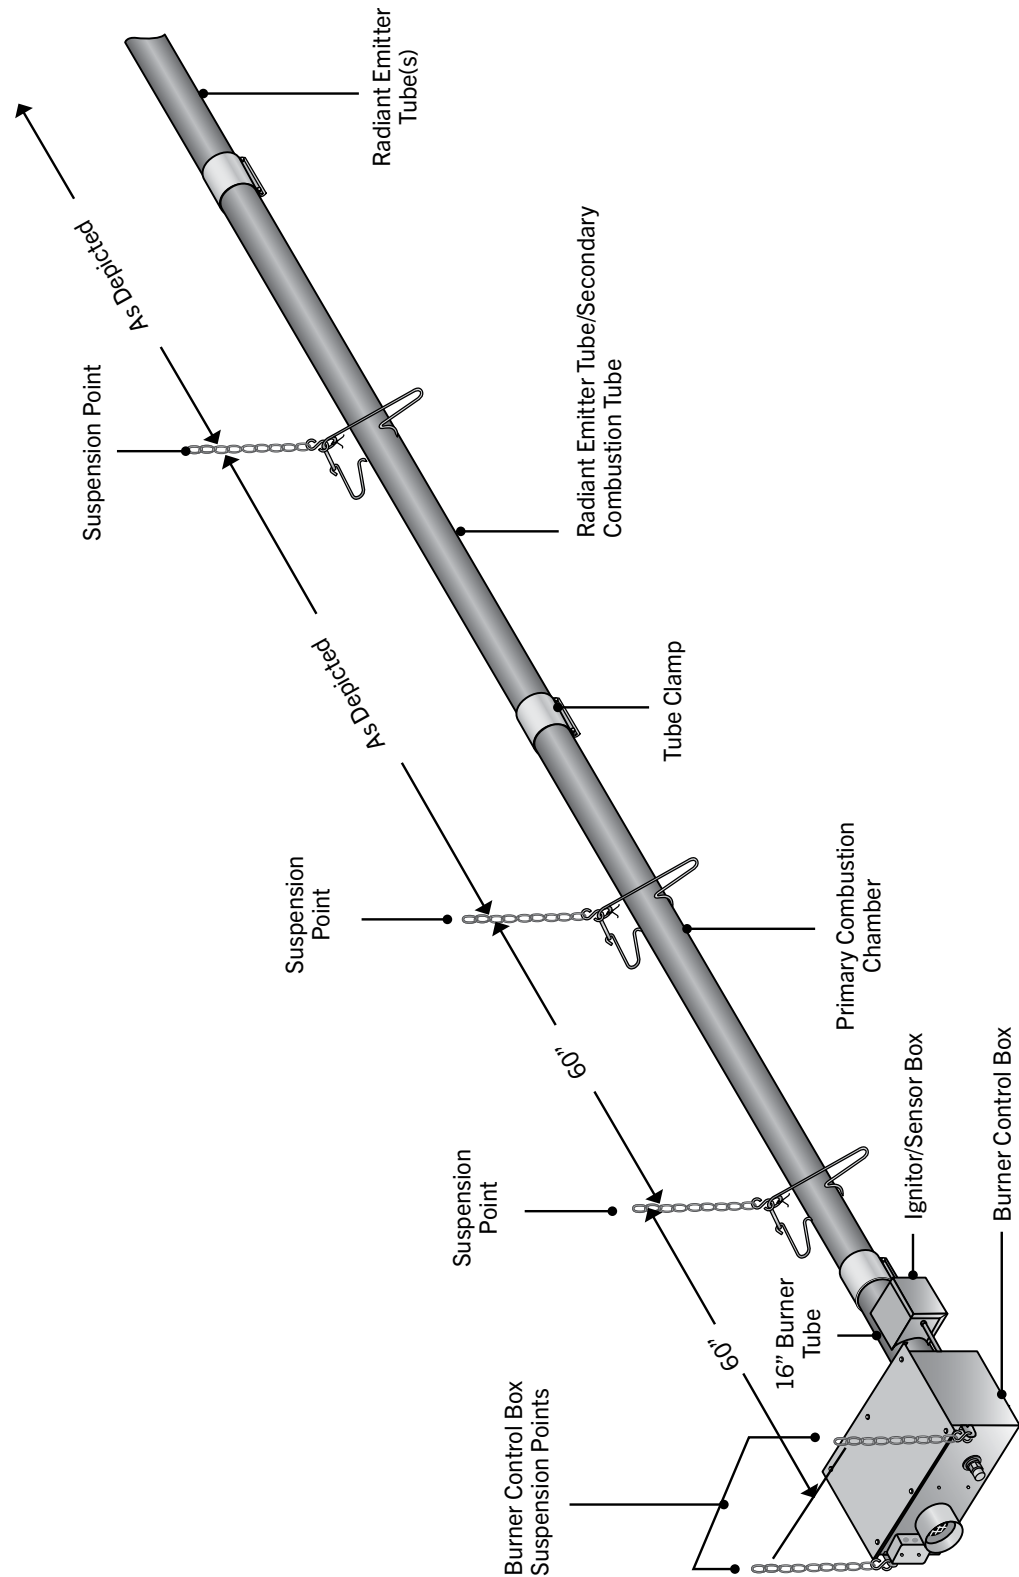 Burner Control Box
Suspension Points
60”
16” Burner
Tube
Suspension
Point
60”
Ignitor/Sensor Box
Burner Control Box
Suspension
Point
Primary Combustion
Chamber
As Depicted
Tube Clamp
Suspension Point
Radiant Emitter Tube/Secondary
Combustion Tube
As Depicted
Radiant Emitter
Tube(s)